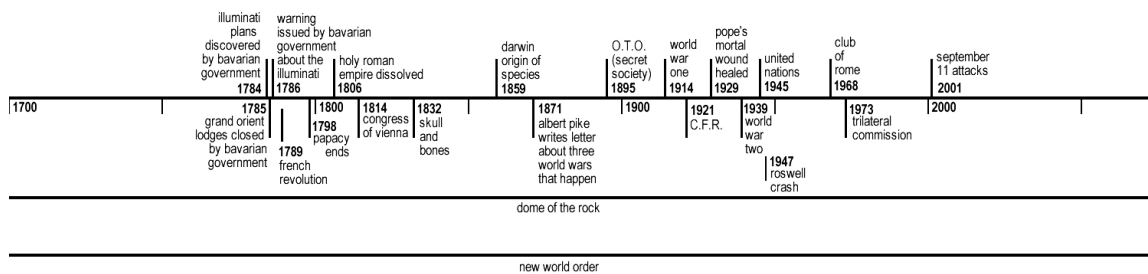 illuminati
plans
discovered
by bavarian
government
1784
warning
issued by bavarian
government
about the
illuminati
1786
holy roman
empire dissolved
1806
darwin
origin of
species
1859
O.T.O.
(secret
society)
1895
world
war
one
1914
pope's
mortal
wound
healed
1929
united
nations
1945
club
of
rome
1968
september
11 attacks
2001
1700
1800
1900
2000
1785
grand orient
lodges closed
by bavarian
government
1789
french
revolution
1798
papacy
ends
1814
congress
of vienna
1832
skull
and
bones
1871
albert pike
writes letter
about three
world wars
that happen
1921
C.F.R.
1939
world
war
two
1947
roswell
crash
1973
trilateral
commission
dome of the rock
new world order